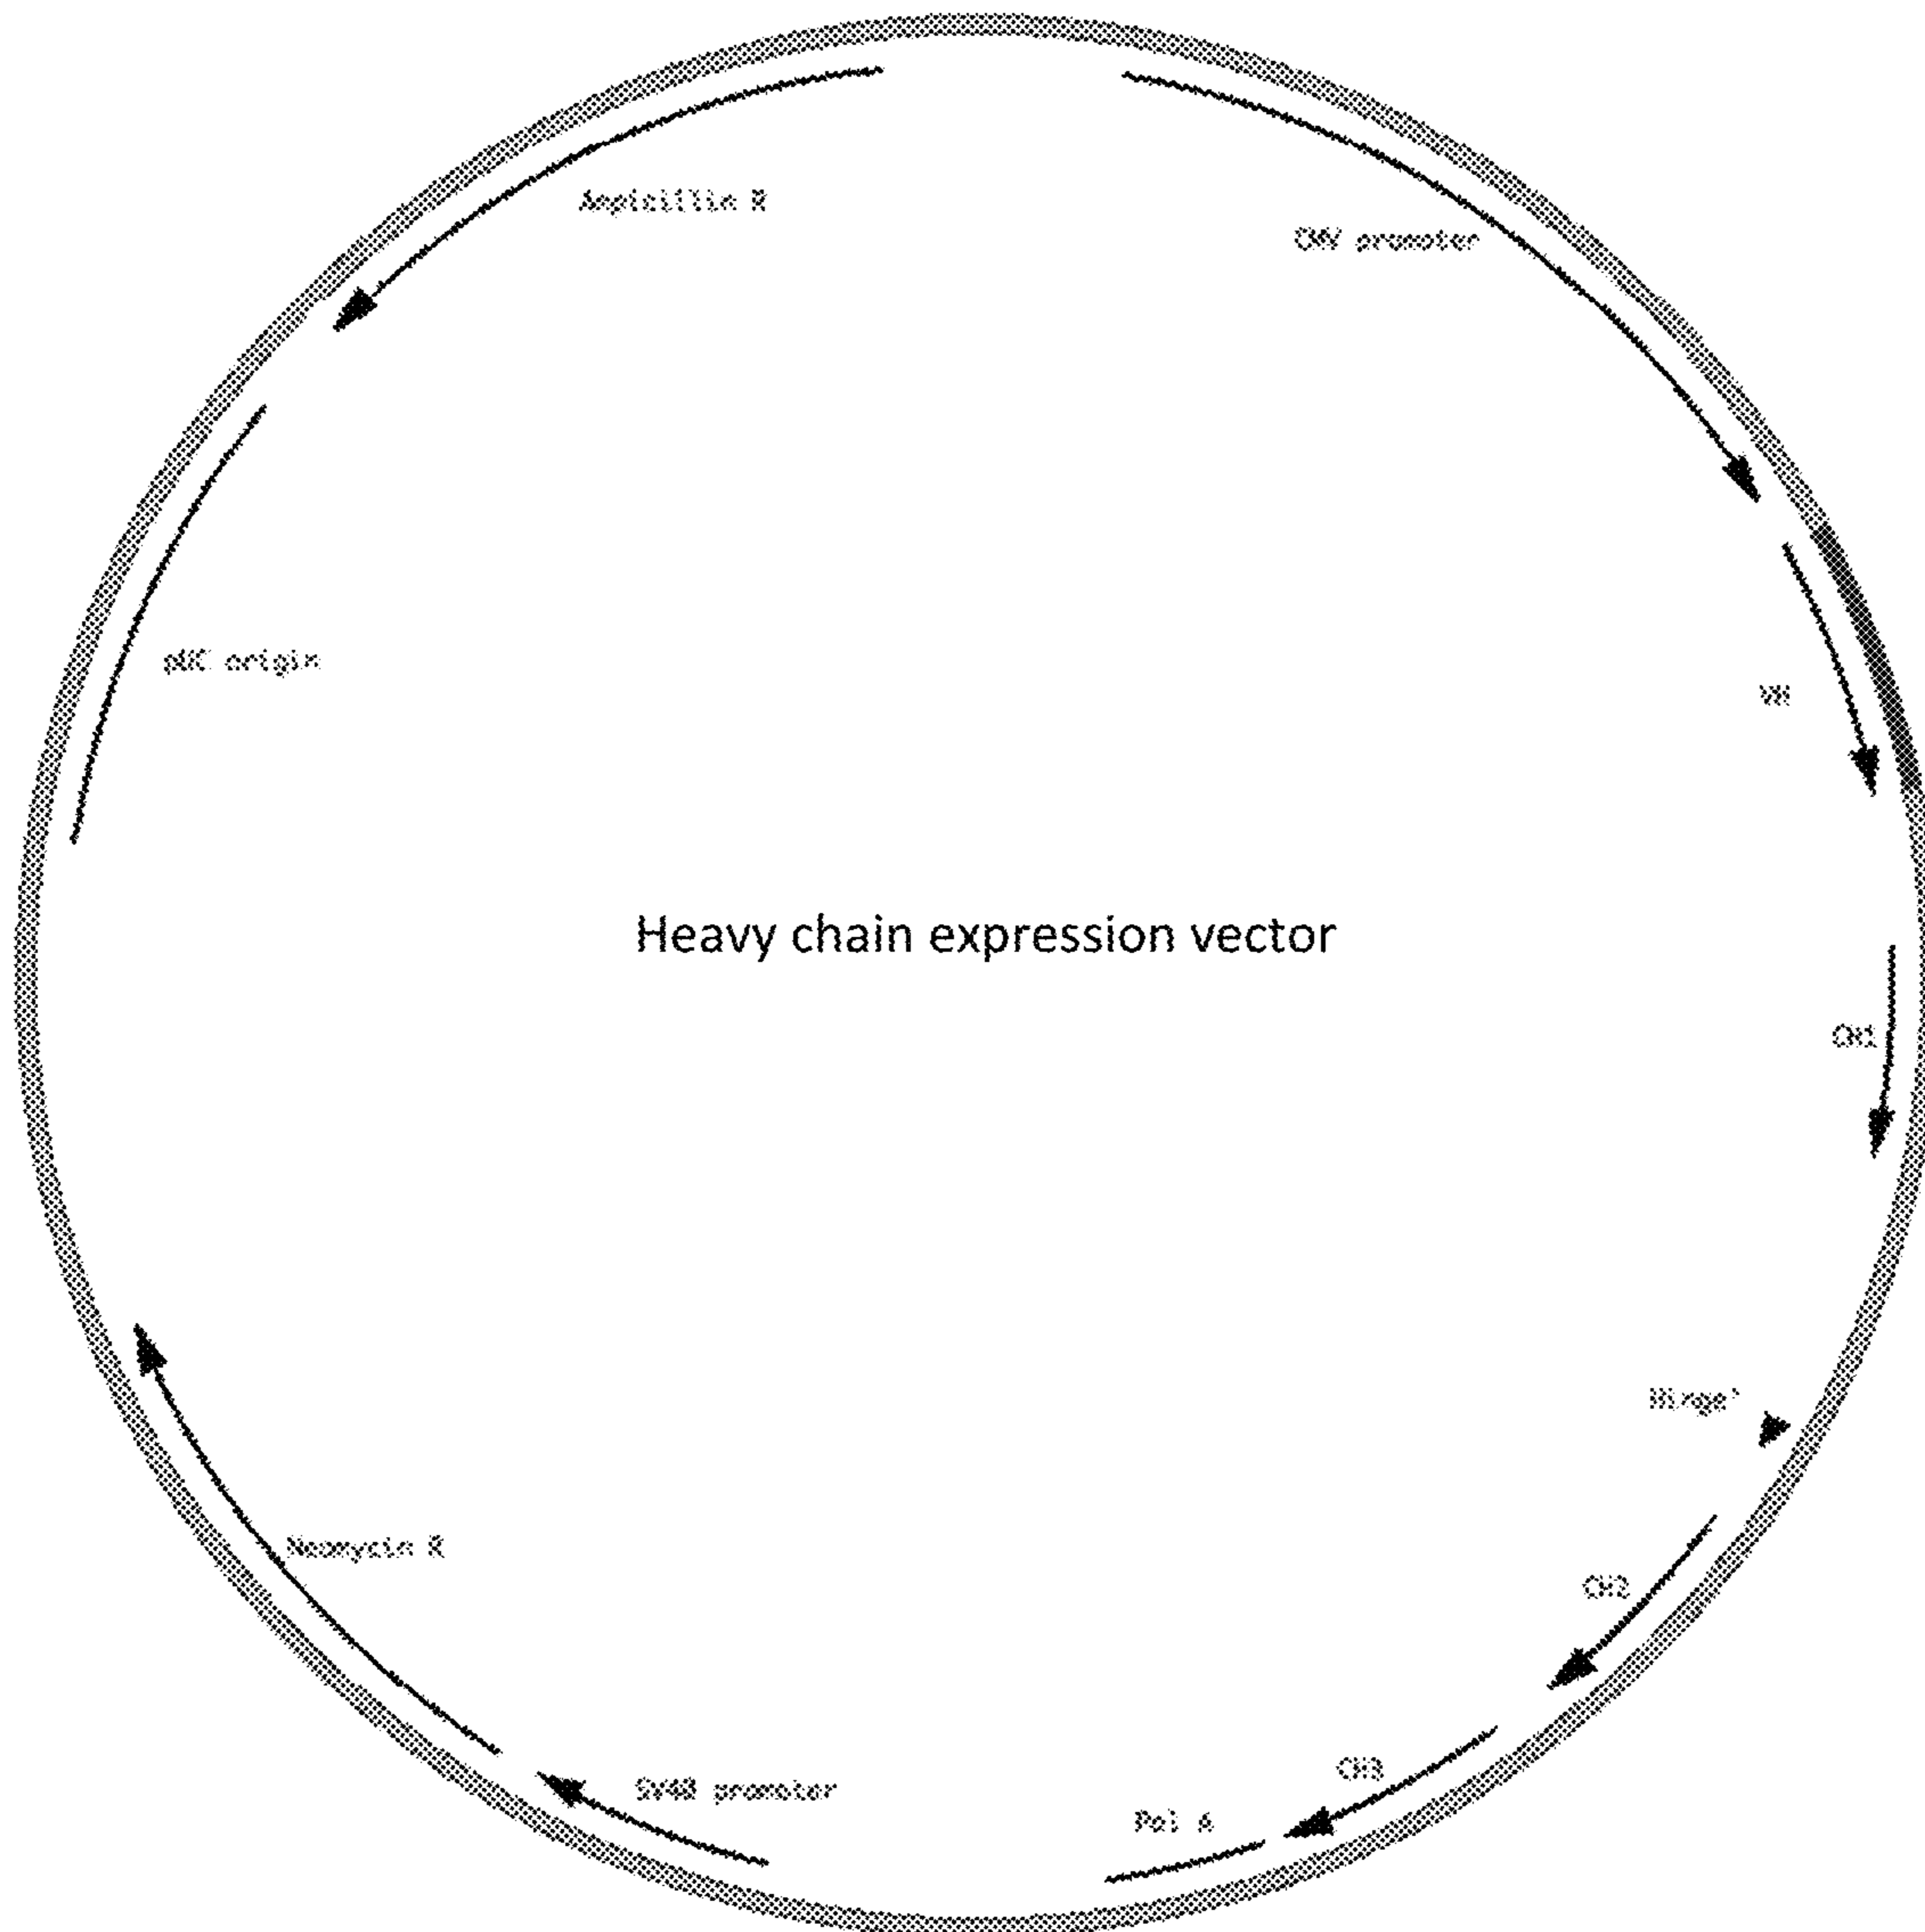 Ampicillin R
CMV promoter
pUC origin
VH
Heavy chain expression vector
CH1
Hinge'
CH2
Neomycin R
CH3
SV40 promoter
Pol A